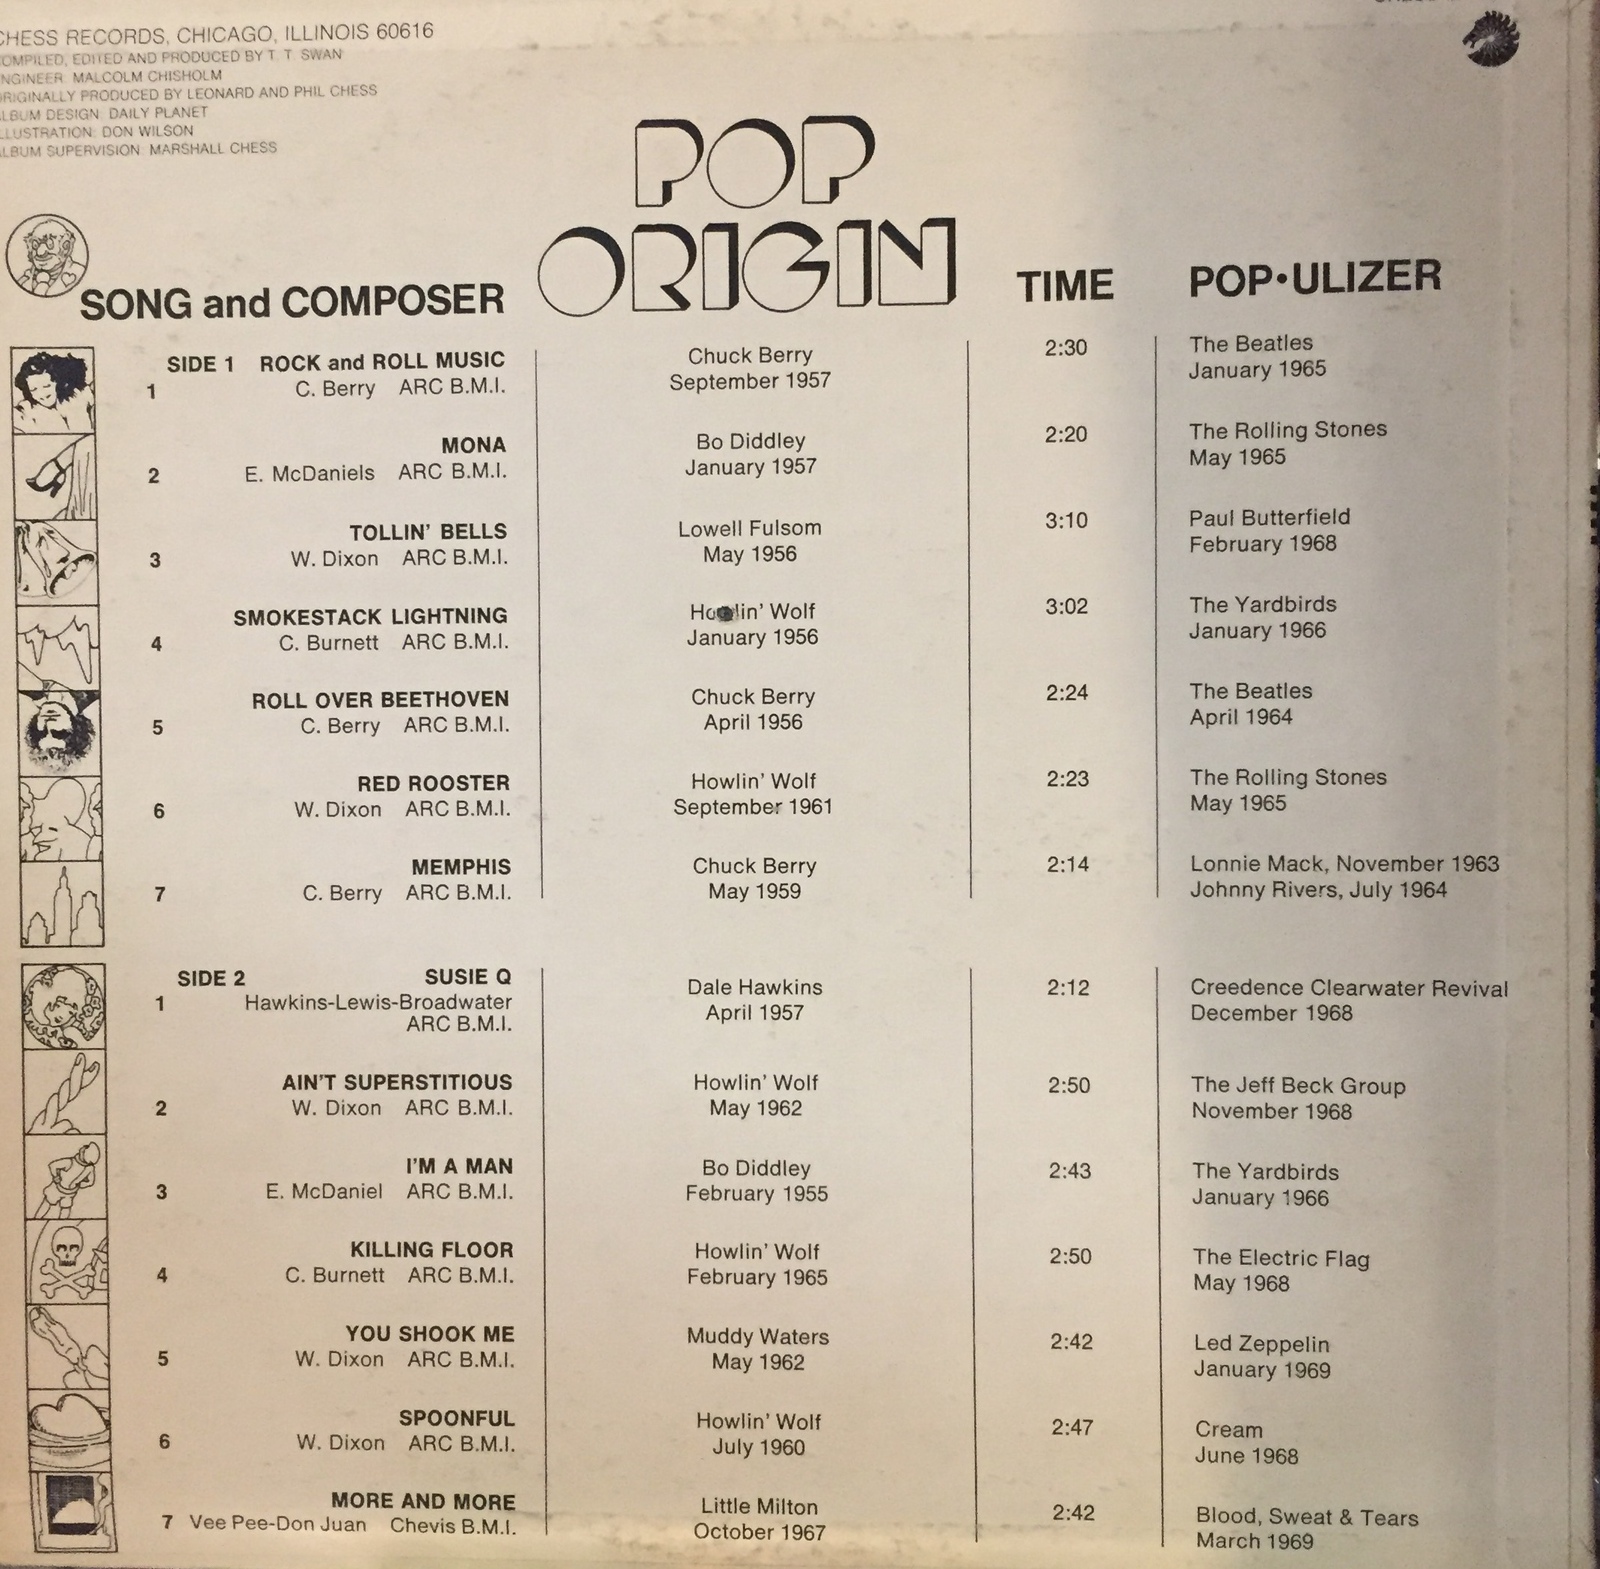 CHESS RECORDS, CHICAGO, ILLINOIS 60616
COMPILED, EDITED AND PRODUCED BY T. T. SWAN
ENGINEER: MALCOLM CHISHOLM
ORIGINALLY PRODUCED BY LEONARD AND PHIL CHESS
ALBUM DESIGN: DAILY PLANET
ILLUSTRATION: DON WILSON
ALBUM SUPERVISION: MARSHALL CHESS
POP
ORIGIN
SONG and COMPOSER
TIME
POP•ULIZER
SIDE 1 ROCK and ROLL MUSIC
1 C. Berry ARC B.M.I.
Chuck Berry
September 1957
2:30
The Beatles
January 1965
MONA
2 E. McDaniels ARC B.M.I.
Bo Diddley
January 1957
2:20
The Rolling Stones
May 1965
TOLLIN' BELLS
3 W. Dixon ARC B.M.I.
Lowell Fulsom
May 1956
3:10
Paul Butterfield
February 1968
SMOKESTACK LIGHTNING
4 C. Burnett ARC B.M.I.
Howlin' Wolf
January 1956
3:02
The Yardbirds
January 1966
ROLL OVER BEETHOVEN
5 C. Berry ARC B.M.I.
Chuck Berry
April 1956
2:24
The Beatles
April 1964
RED ROOSTER
6 W. Dixon ARC B.M.I.
Howlin' Wolf
September 1961
2:23
The Rolling Stones
May 1965
MEMPHIS
7 C. Berry ARC B.M.I.
Chuck Berry
May 1959
2:14
Lonnie Mack, November 1963
Johnny Rivers, July 1964
SIDE 2 SUSIE Q
1 Hawkins-Lewis-Broadwater
ARC B.M.I.
Dale Hawkins
April 1957
2:12
Creedence Clearwater Revival
December 1968
AIN'T SUPERSTITIOUS
2 W. Dixon ARC B.M.I.
Howlin' Wolf
May 1962
2:50
The Jeff Beck Group
November 1968
I'M A MAN
3 E. McDaniel ARC B.M.I.
Bo Diddley
February 1955
2:43
The Yardbirds
January 1966
KILLING FLOOR
4 C. Burnett ARC B.M.I.
Howlin' Wolf
February 1965
2:50
The Electric Flag
May 1968
YOU SHOOK ME
5 W. Dixon ARC B.M.I.
Muddy Waters
May 1962
2:42
Led Zeppelin
January 1969
SPOONFUL
6 W. Dixon ARC B.M.I.
Howlin' Wolf
July 1960
2:47
Cream
June 1968
MORE AND MORE
7 Vee Pee-Don Juan Chevis B.M.I.
Little Milton
October 1967
2:42
Blood, Sweat & Tears
March 1969